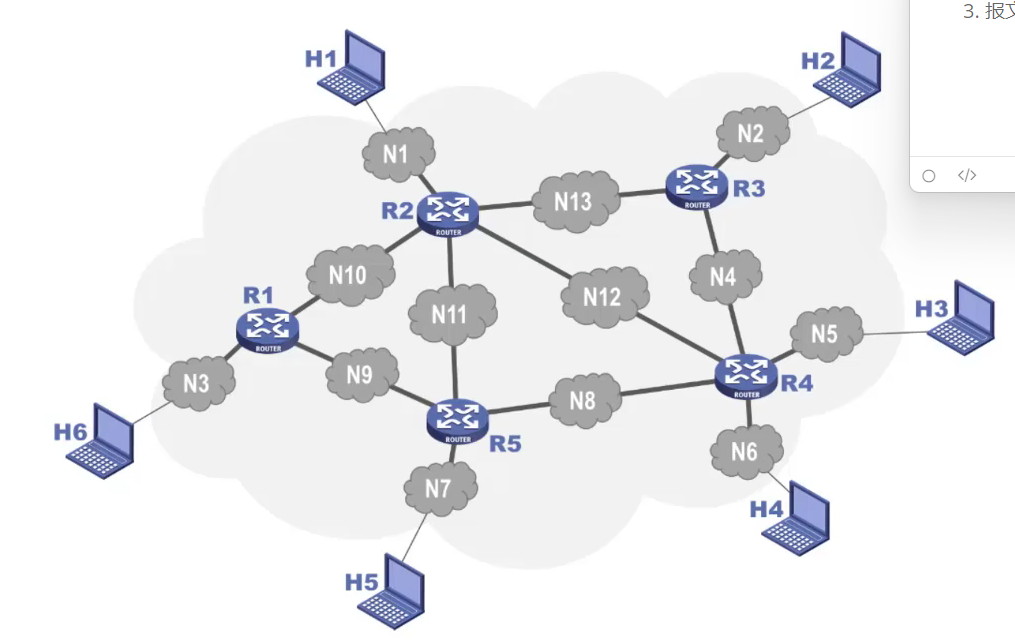 3. 报文
H1
H2
N1
N2
R2
ROUTER
N13
R3
ROUTER
N10
N12
N4
R1
ROUTER
N11
H3
N5
N3
N9
R4
ROUTER
N8
H6
R5
ROUTER
N6
N7
H4
H5